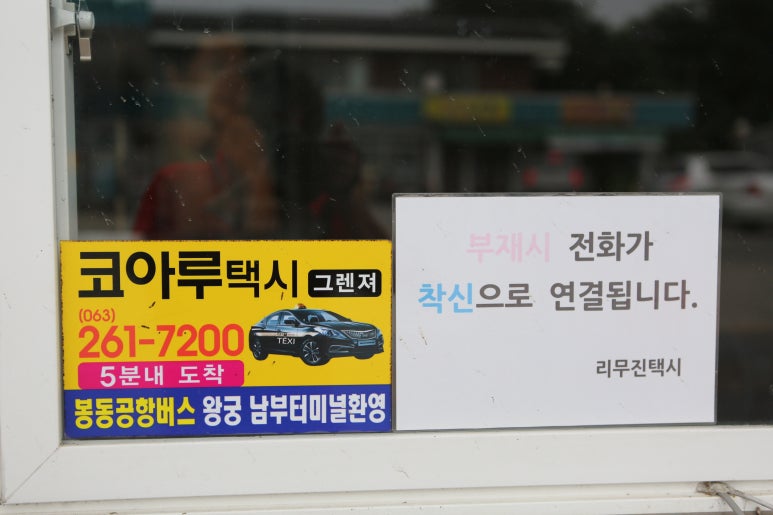 코아루택시 그렌져
(063)
261-7200
TEXI
5분내 도착
봉동공항버스 왕궁 남부터미널환영
부재시 전화가
착신으로 연결됩니다.
리무진택시